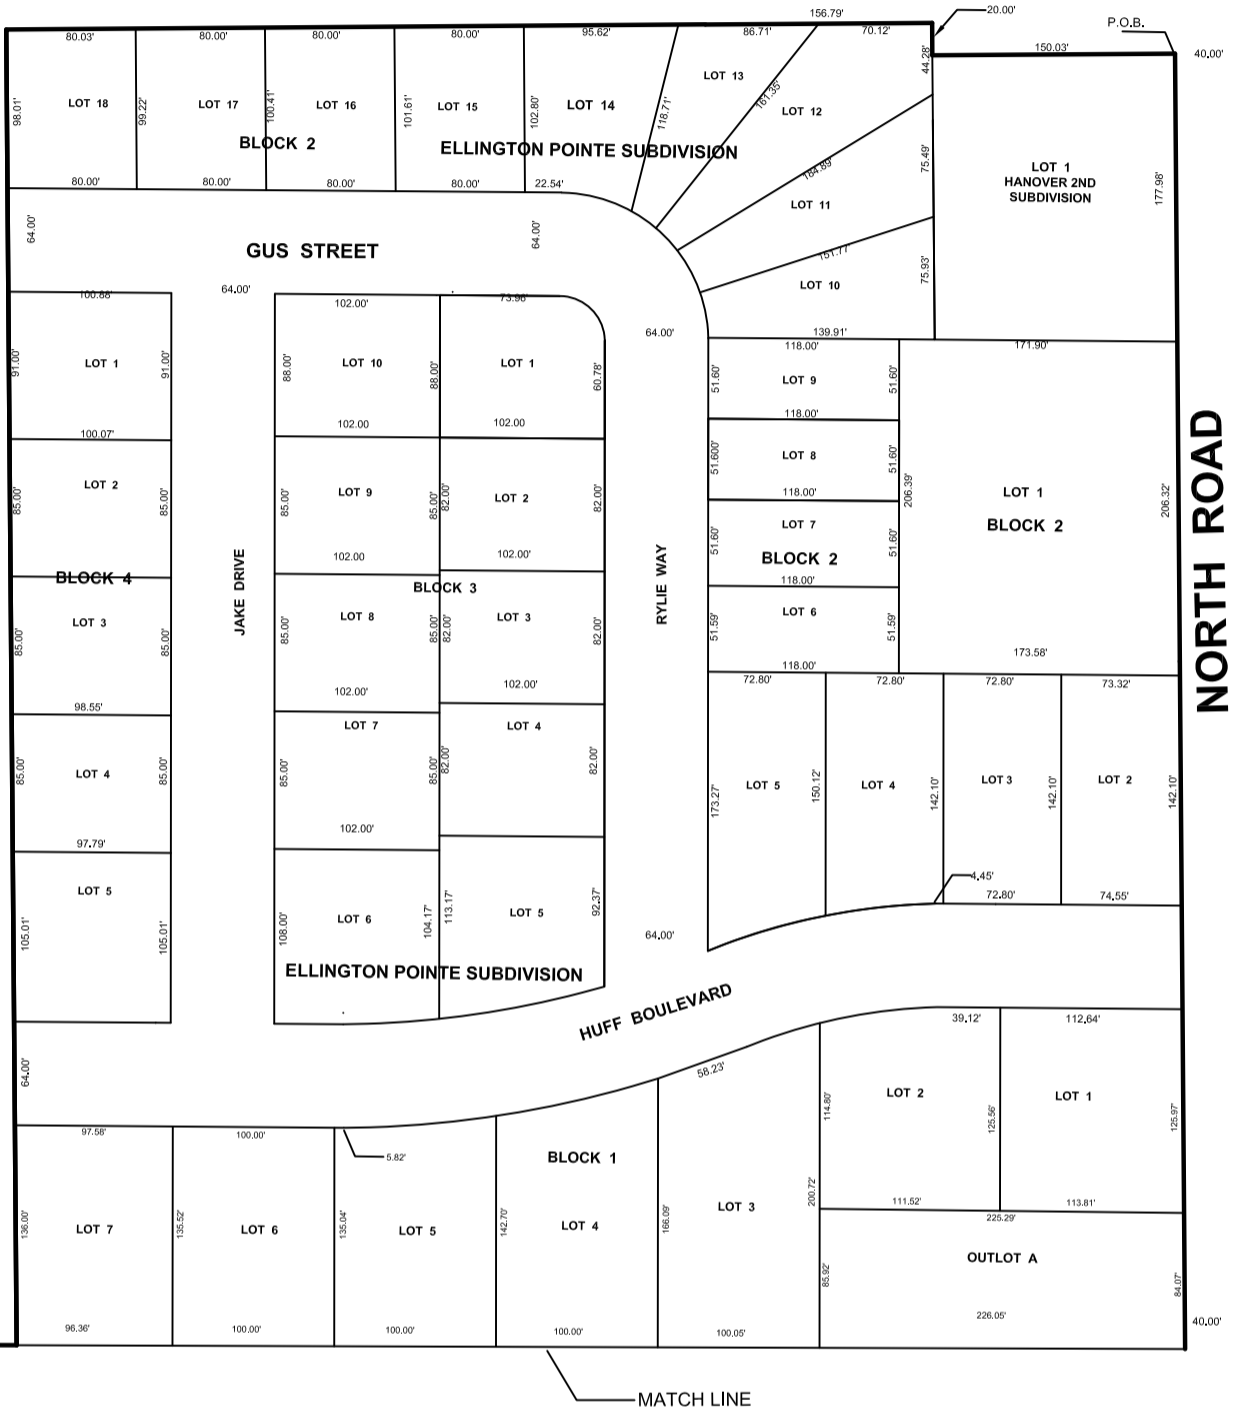 156.79'
20.00'
P.O.B.
80.03'
80.00'
80.00'
80.00'
95.62'
86.71'
70.12'
150.03'
40.00'
98.01'
LOT 18
99.22'
LOT 17
100.41'
LOT 16
101.61'
LOT 15
102.80'
LOT 14
118.71'
LOT 13
161.35'
LOT 12
44.28'
BLOCK 2
ELLINGTON POINTE SUBDIVISION
184.89'
75.49'
LOT 1
HANOVER 2ND
SUBDIVISION
177.98'
80.00'
80.00'
80.00'
80.00'
22.54'
LOT 11
64.00'
GUS STREET
64.00'
151.77'
75.93'
LOT 10
100.88'
64.00'
102.00'
73.96'
64.00'
139.91'
118.00'
171.90'
91.00'
LOT 1
91.00'
88.00'
LOT 10
88.00'
LOT 1
60.78'
51.60'
LOT 9
51.60'
100.07'
102.00
102.00
118.00'
85.00'
LOT 2
85.00'
85.00'
LOT 9
85.00'
82.00'
LOT 2
82.00'
51.600'
LOT 8
51.60'
118.00'
206.39'
LOT 1
BLOCK 2
206.32'
NORTH ROAD
102.00
102.00'
51.60'
LOT 7
51.60'
BLOCK 2
118.00'
BLOCK 4
JAKE DRIVE
BLOCK 3
RYLIE WAY
85.00'
LOT 3
85.00'
85.00'
LOT 8
85.00'
82.00'
LOT 3
82.00'
51.59'
LOT 6
51.59'
118.00'
173.58'
98.55'
102.00'
102.00'
72.80'
72.80'
72.80'
73.32'
85.00'
LOT 4
85.00'
85.00'
LOT 7
85.00'
82.00'
LOT 4
82.00'
173.27'
LOT 5
150.12'
LOT 4
142.10'
LOT 3
142.10'
LOT 2
142.10'
97.79'
102.00'
4.45'
72.80'
74.55'
105.01'
LOT 5
105.01'
108.00'
LOT 6
104.17'
113.17'
LOT 5
92.37'
64.00'
ELLINGTON POINTE SUBDIVISION
HUFF BOULEVARD
64.00'
58.23'
39.12'
112.64'
114.80'
LOT 2
125.56'
LOT 1
125.97'
97.58'
100.00'
5.82'
BLOCK 1
136.00'
LOT 7
135.52'
LOT 6
135.04'
LOT 5
142.70'
LOT 4
166.09'
LOT 3
200.72'
111.52'
113.81'
225.29'
85.92'
OUTLOT A
84.07'
226.05'
96.36'
100.00'
100.00'
100.00'
100.05'
40.00'
MATCH LINE